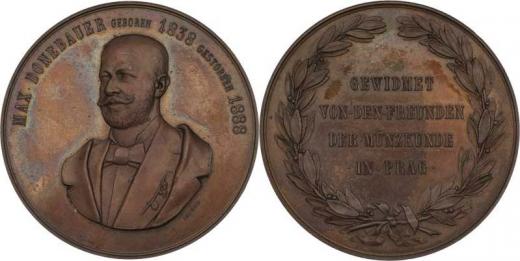 MAX DONEBAUER GEBOREN 1838 GESTORBEN 1888
GEWIDMET
VON·DEN·FREUNDEN
DER·MÜNZKUNDE
·IN·PRAG·